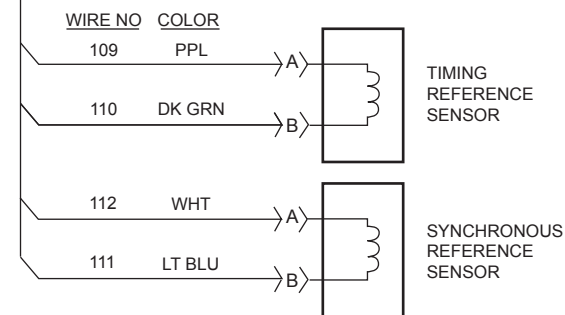 WIRE NO COLOR
109 PPL A
TIMING
REFERENCE
SENSOR
110 DK GRN B
112 WHT A
SYNCHRONOUS
REFERENCE
SENSOR
111 LT BLU B